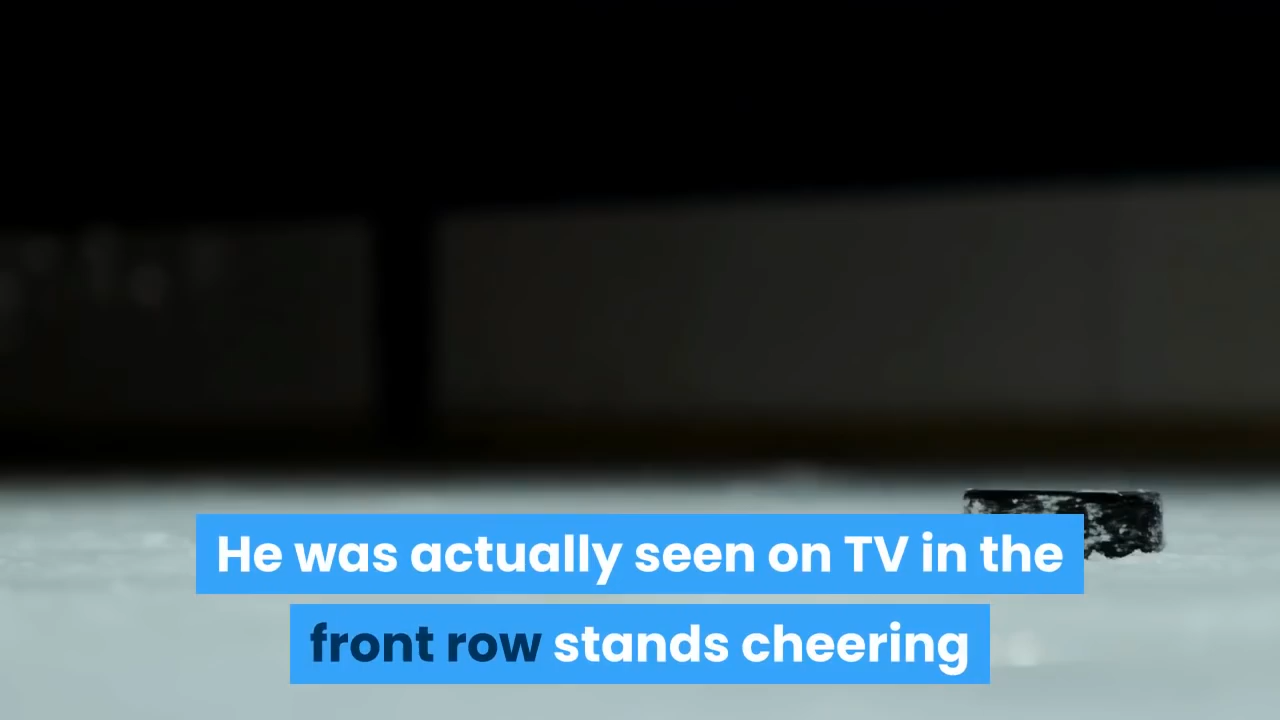 He was actually seen on TV in the
front row stands cheering